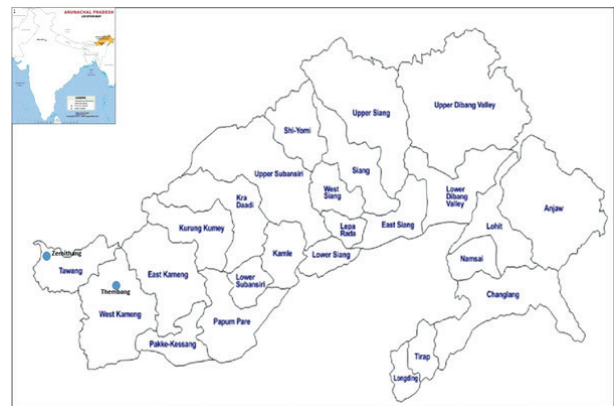 1
ARUNACHAL PRADESH
Upper Siang
Upper Dibang Valley
Shi-Yomi
Upper Subansiri
Siang
West
Siang
Lower
Dibang
Valley
Anjaw
Kra
Daadi
Kurung Kumey
Lepa
Rada
East Siang
Lohit
Zemithang
Tawang
East Kameng
Kamle
Lower Siang
Namsai
Thembang
West Kameng
Lower
Subansiri
Changlang
Papum Pare
Pakke-Kessang
Tirap
Longding